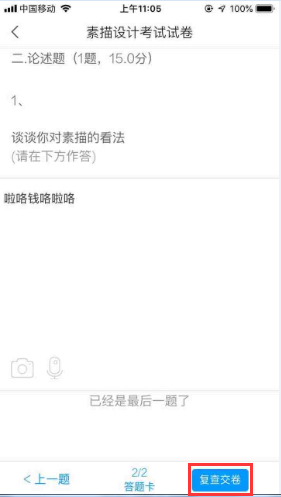 中国移动 上午11:05 100%
素描设计考试试卷
二.论述题（1题，15.0分）
1、
谈谈你对素描的看法
(请在下方作答)
啦咯钱咯啦咯
已经是最后一题了
<上一题 2/2 复查交卷
答题卡